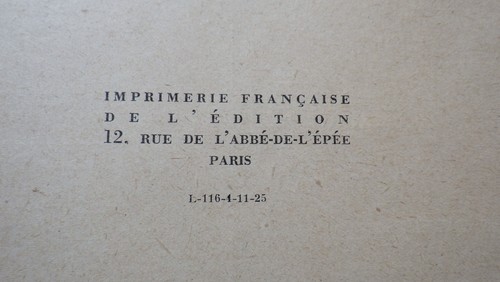 IMPRIMERIE FRANÇAISE
DE L'ÉDITION
12, RUE DE L'ABBÉ-DE-L'ÉPÉE
PARIS
L-116-1-11-25